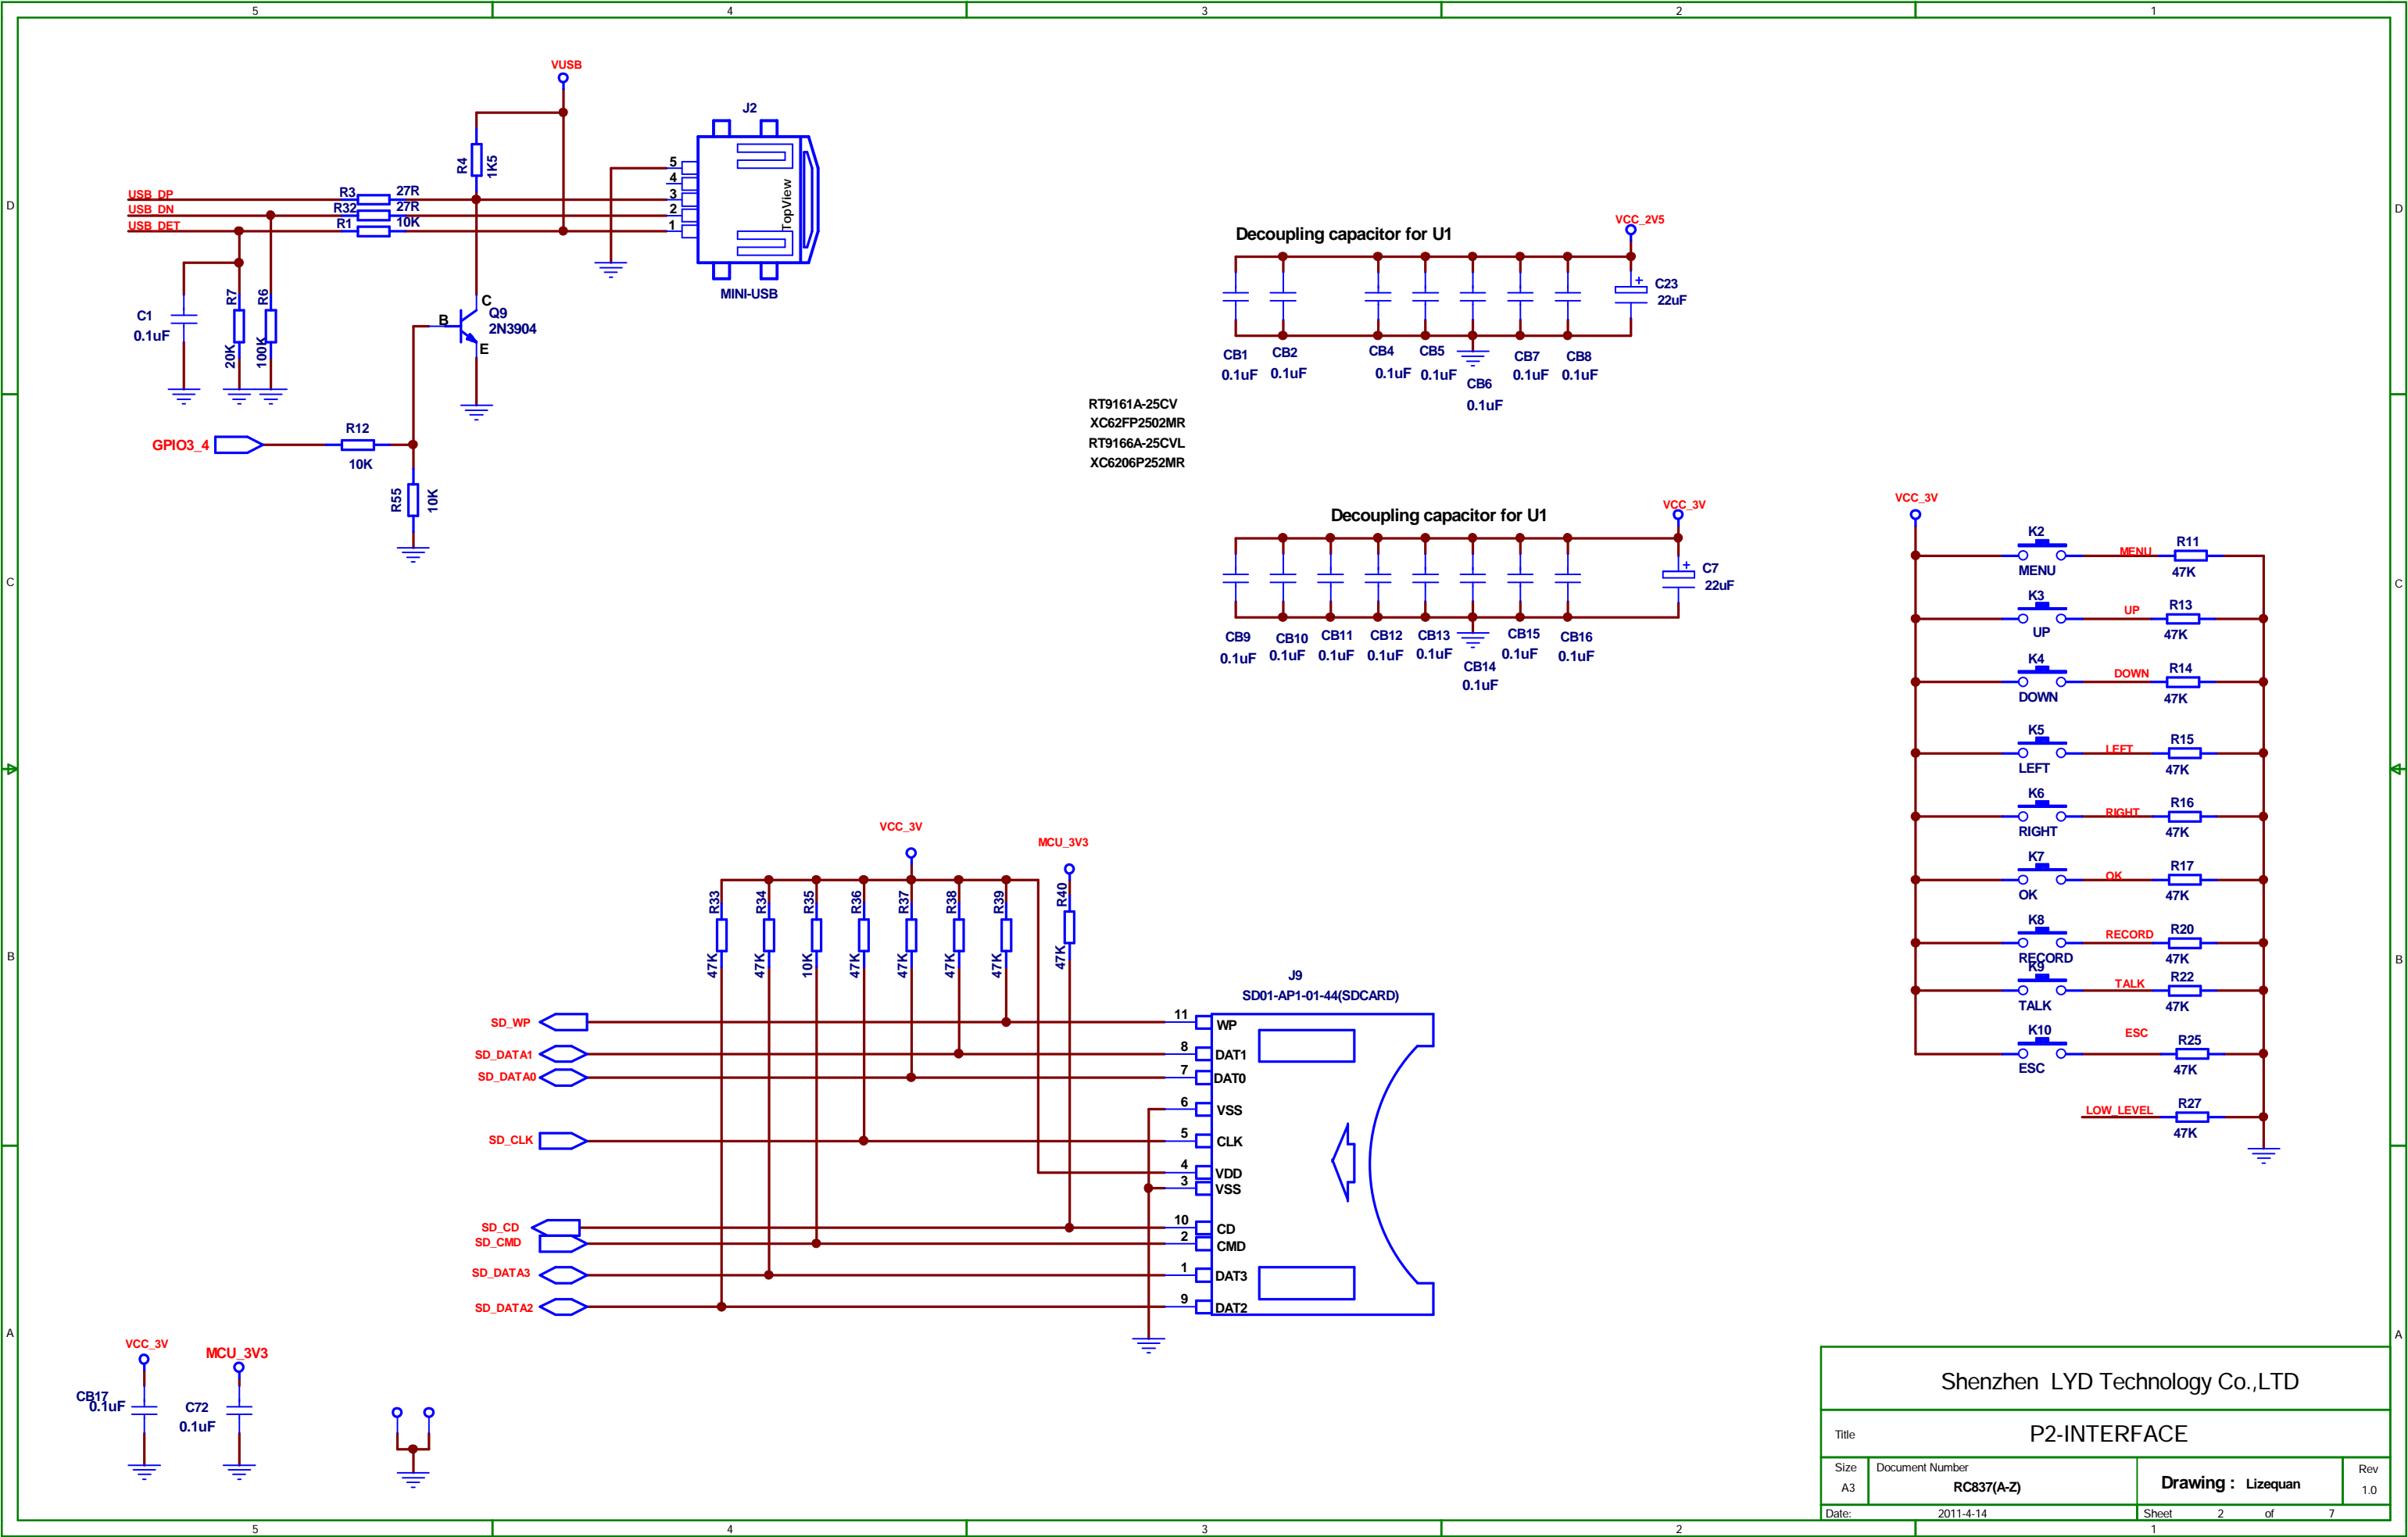 5 4 3 2 1
D
C
B
A
D
C
B
A
VUSB
J2
R4
1K5
5
4
3
2
1
TopView
MINI-USB
USB_DP
R3
27R
USB_DN
R32
27R
USB_DET
R1
10K
C1
0.1uF
R7
20K
R6
100K
C
B
E
Q9
2N3904
GPIO3_4
R12
10K
R55
10K
Decoupling capacitor for U1
VCC_2V5
C23
22uF
CB1
0.1uF
CB2
0.1uF
CB4
0.1uF
CB5
0.1uF
CB6
0.1uF
CB7
0.1uF
CB8
0.1uF
RT9161A-25CV
XC62FP2502MR
RT9166A-25CVL
XC6206P252MR
Decoupling capacitor for U1
VCC_3V
C7
22uF
CB9
0.1uF
CB10
0.1uF
CB11
0.1uF
CB12
0.1uF
CB13
0.1uF
CB14
0.1uF
CB15
0.1uF
CB16
0.1uF
VCC_3V
K2
MENU
MENU
R11
47K
K3
UP
UP
R13
47K
K4
DOWN
DOWN
R14
47K
K5
LEFT
LEFT
R15
47K
K6
RIGHT
RIGHT
R16
47K
K7
OK
OK
R17
47K
K8
RECORD
RECORD
R20
47K
K9
TALK
TALK
R22
47K
K10
ESC
ESC
R25
47K
LOW_LEVEL
R27
47K
VCC_3V
MCU_3V3
R33
47K
R34
47K
R35
10K
R36
47K
R37
47K
R38
47K
R39
47K
R40
47K
J9
SD01-AP1-01-44(SDCARD)
SD_WP
11
WP
SD_DATA1
8
DAT1
SD_DATA0
7
DAT0
6
VSS
SD_CLK
5
CLK
4
VDD
3
VSS
SD_CD
10
CD
SD_CMD
2
CMD
SD_DATA3
1
DAT3
SD_DATA2
9
DAT2
VCC_3V
CB17
0.1uF
MCU_3V3
C72
0.1uF
Shenzhen LYD Technology Co.,LTD
Title
P2-INTERFACE
Size
A3
Document Number
RC837(A-Z)
Drawing : Lizequan
Rev
1.0
Date: 2011-4-14
Sheet 2 of 7
5 4 3 2 1